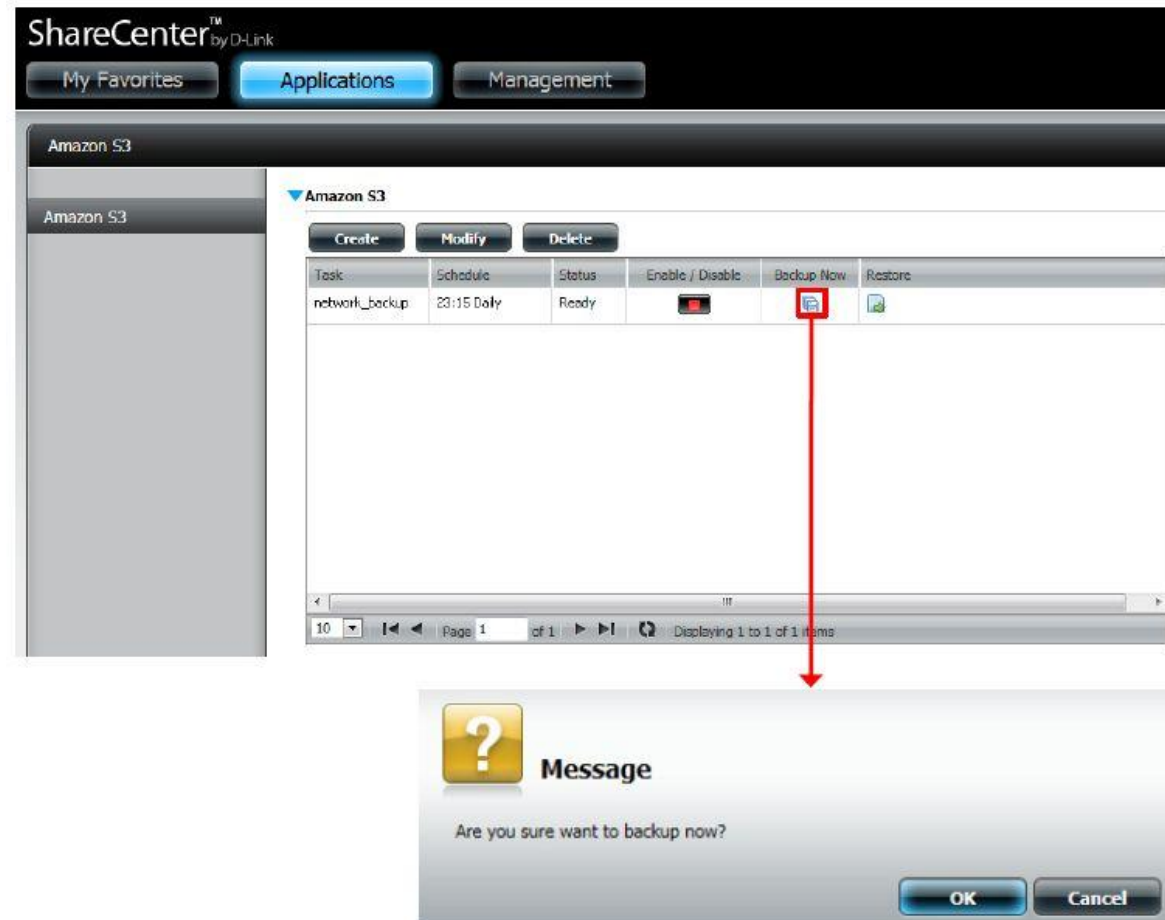 ShareCenter™ by D-Link
My Favorites Applications Management
Amazon S3
Amazon S3
Amazon S3
Create Modify Delete
Task Schedule Status Enable / Disable Backup Now Restore
network_backup 23:15 Daily Ready
10 Page 1 of 1 Displaying 1 to 1 of 1 items
?
Message
Are you sure want to backup now?
OK Cancel